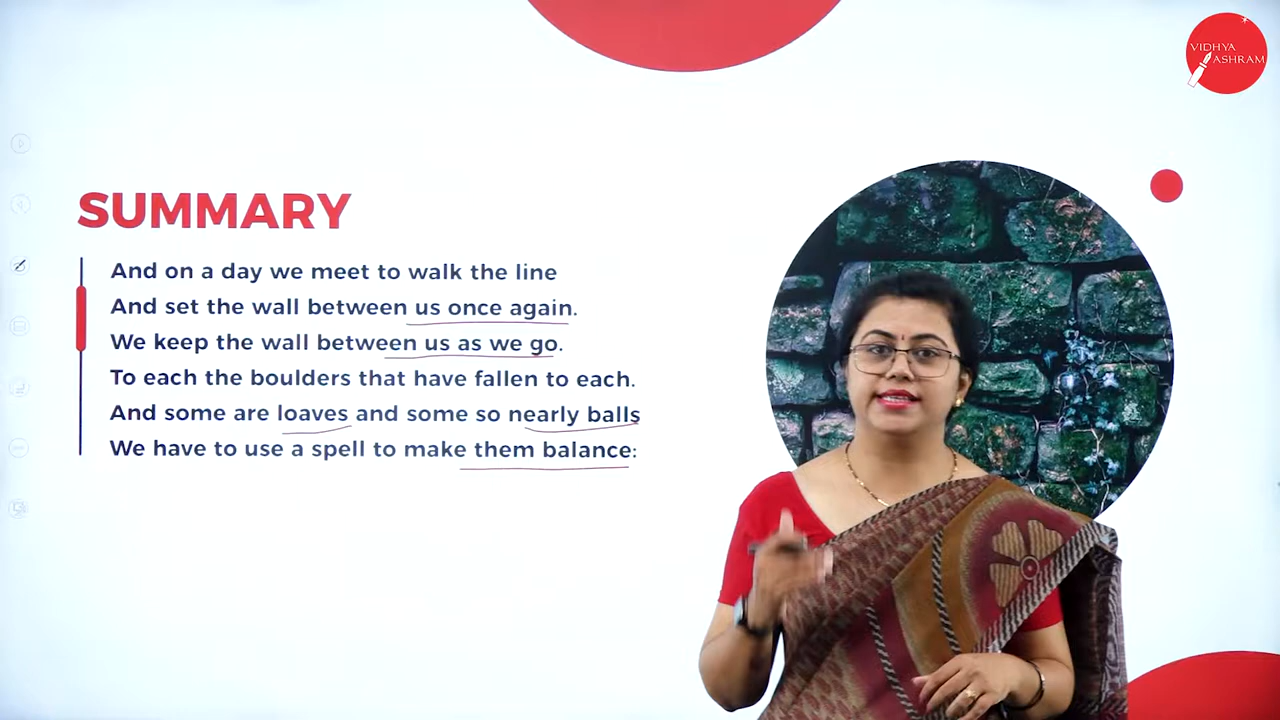 VIDHYA
ASHRAM
SUMMARY
And on a day we meet to walk the line
And set the wall between us once again.
We keep the wall between us as we go.
To each the boulders that have fallen to each.
And some are loaves and some so nearly balls
We have to use a spell to make them balance: